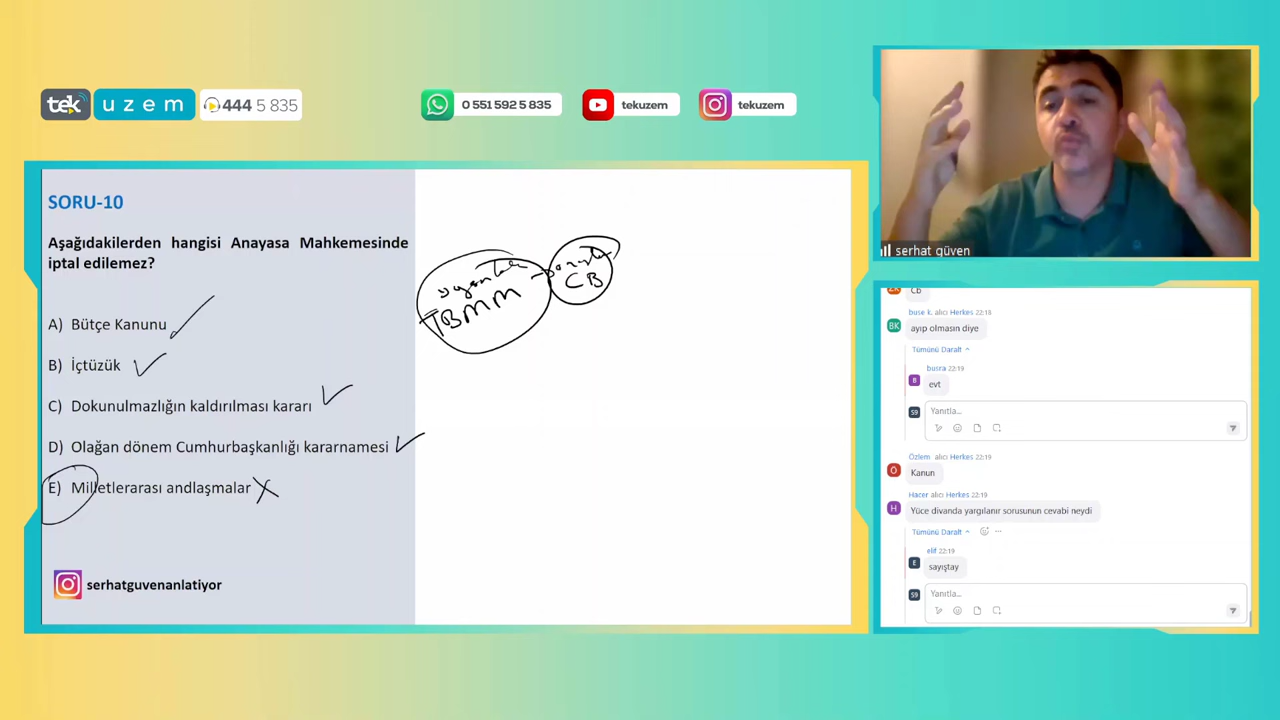 tek uzem 444 5 835
0 551 592 5 835
tekuzem
tekuzem
SORU-10
Aşağıdakilerden hangisi Anayasa Mahkemesinde
iptal edilemez?
A) Bütçe Kanunu
B) İçtüzük
C) Dokunulmazlığın kaldırılması kararı
D) Olağan dönem Cumhurbaşkanlığı kararnamesi
E) Milletlerarası andlaşmalar
serhatguvenanlatiyor
TBMM
CB
serhat güven
Cb
buse k. alıcı Herkes 22:18
BK
ayıp olmasın diye
Tümünü Daralt
busra 22:19
B
evt
S9
Yanıtla...
Özlem alıcı Herkes 22:19
Ö
Kanun
Hacer alıcı Herkes 22:19
H
Yüce divanda yargılanır sorusunun cevabi neydi
Tümünü Daralt
elif 22:19
E
sayıştay
S9
Yanıtla...